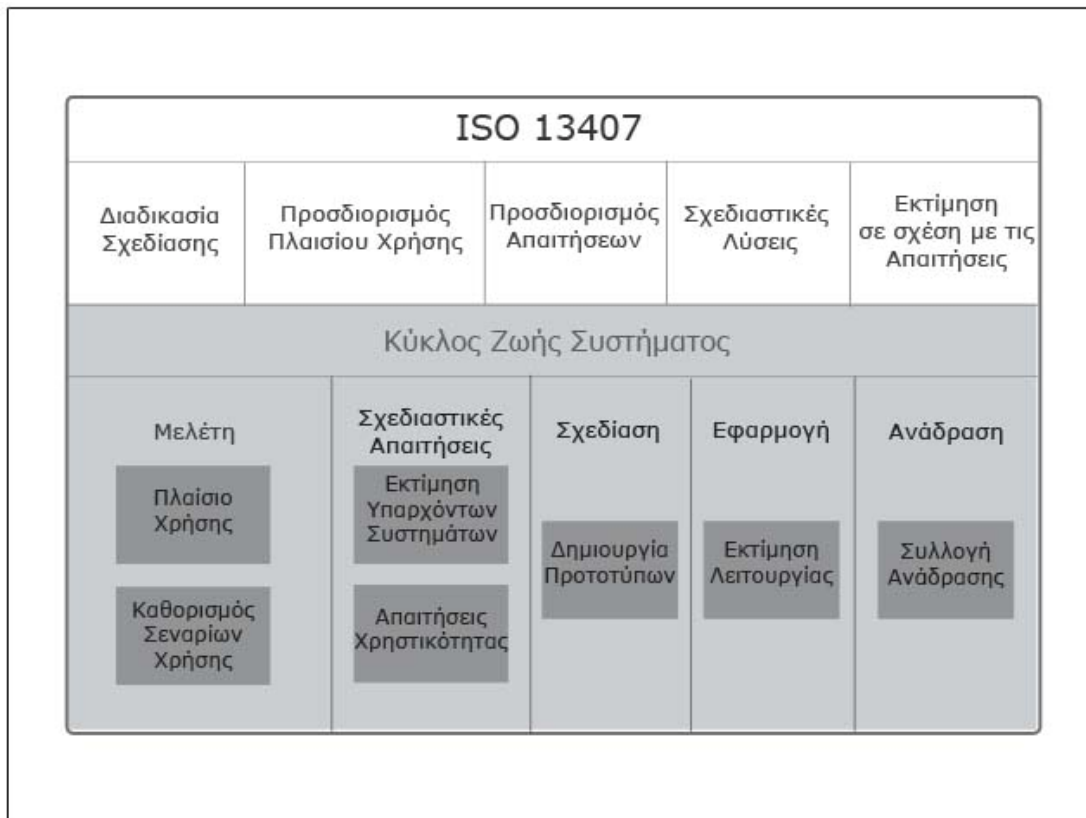 ISO 13407
Διαδικασία
Σχεδίασης
Προσδιορισμός
Πλαισίου Χρήσης
Προσδιορισμός
Απαιτήσεων
Σχεδιαστικές
Λύσεις
Εκτίμηση
σε σχέση με τις
Απαιτήσεις
Κύκλος Ζωής Συστήματος
Μελέτη
Πλαίσιο
Χρήσης
Καθορισμός
Σεναρίων
Χρήσης
Σχεδιαστικές
Απαιτήσεις
Εκτίμηση
Υπαρχόντων
Συστημάτων
Απαιτήσεις
Χρηστικότητας
Σχεδίαση
Δημιουργία
Προτοτύπων
Εφαρμογή
Εκτίμηση
Λειτουργίας
Ανάδραση
Συλλογή
Ανάδρασης